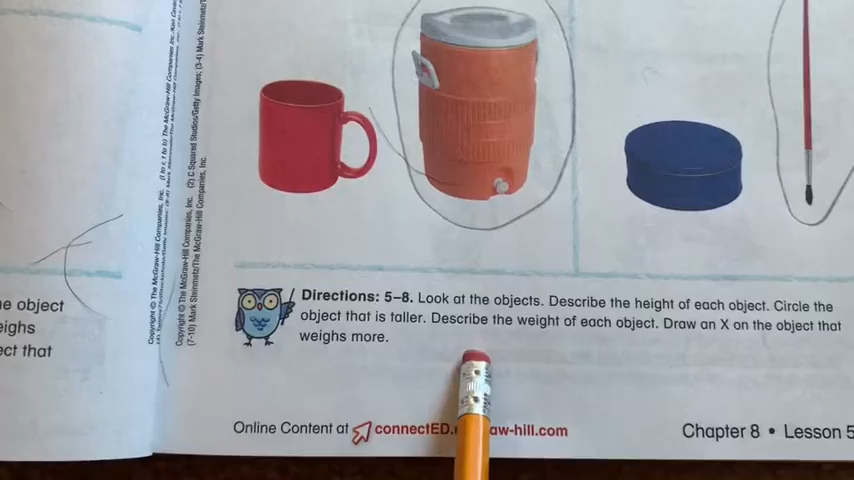 Copyright © The McGraw-Hill Companies, Inc.
Copyright © The McGraw-Hill Companies, Inc. (2) C Squared Studios/Getty Images; (3-4) Mark
(7-10) Mark Steinmetz/The McGraw-Hill Companies, Inc.
object
ect that
Directions: 5–8. Look at the objects. Describe the height of each object. Circle the
object that is taller. Describe the weight of each object. Draw an X on the object that
weighs more.
Online Content at connectED. aw-hill.com
Chapter 8 • Lesson 5